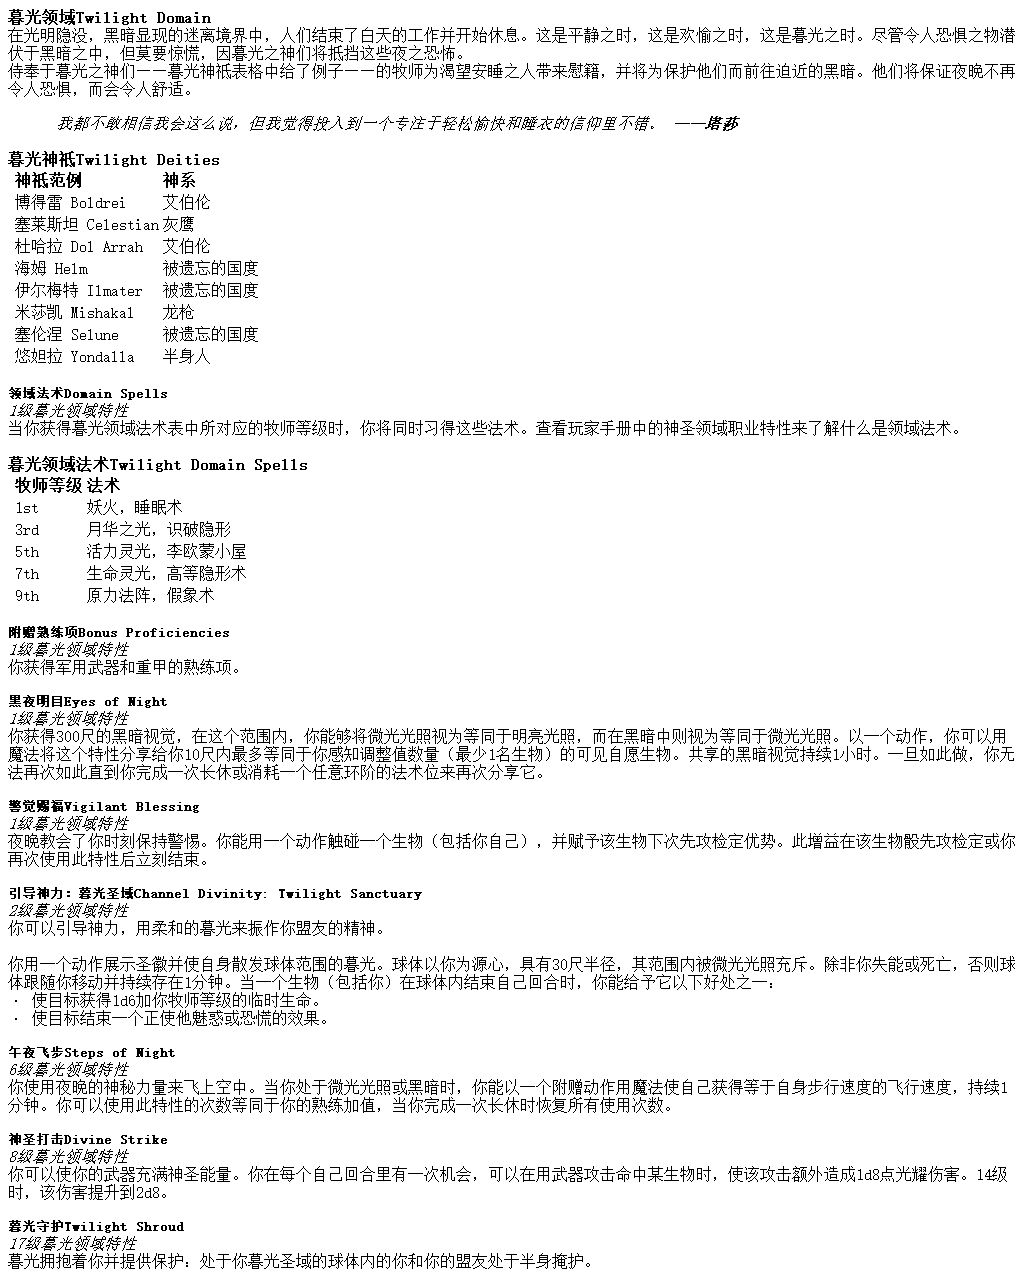 暮光领域Twilight Domain
在光明隐没，黑暗显现的迷离境界中，人们结束了白天的工作并开始休息。这是平静之时，这是欢愉之时，这是暮光之时。尽管令人恐惧之物潜
伏于黑暗之中，但莫要惊慌，因暮光之神们将抵挡这些夜之恐怖。
侍奉于暮光之神们——暮光神祇表格中给了例子——的牧师为渴望安睡之人带来慰籍，并将为保护他们而前往迫近的黑暗。他们将保证夜晚不再
令人恐惧，而会令人舒适。
我都不敢相信我会这么说，但我觉得投入到一个专注于轻松愉快和睡衣的信仰里不错。 ——塔莎
暮光神祇Twilight Deities
神祇范例 神系
博得雷 Boldrei 艾伯伦
塞莱斯坦 Celestian 灰鹰
杜哈拉 Dol Arrah 艾伯伦
海姆 Helm 被遗忘的国度
伊尔梅特 Ilmater 被遗忘的国度
米莎凯 Mishakal 龙枪
塞伦涅 Selune 被遗忘的国度
悠妲拉 Yondalla 半身人
领域法术Domain Spells
1级暮光领域特性
当你获得暮光领域法术表中所对应的牧师等级时，你将同时习得这些法术。查看玩家手册中的神圣领域职业特性来了解什么是领域法术。
暮光领域法术Twilight Domain Spells
牧师等级 法术
1st 妖火，睡眠术
3rd 月华之光，识破隐形
5th 活力灵光，李欧蒙小屋
7th 生命灵光，高等隐形术
9th 原力法阵，假象术
附赠熟练项Bonus Proficiencies
1级暮光领域特性
你获得军用武器和重甲的熟练项。
黑夜明目Eyes of Night
1级暮光领域特性
你获得300尺的黑暗视觉，在这个范围内，你能够将微光光照视为等同于明亮光照，而在黑暗中则视为等同于微光光照。以一个动作，你可以用
魔法将这个特性分享给你10尺内最多等同于你感知调整值数量（最少1名生物）的可见自愿生物。共享的黑暗视觉持续1小时。一旦如此做，你无
法再次如此直到你完成一次长休或消耗一个任意环阶的法术位来再次分享它。
警觉赐福Vigilant Blessing
1级暮光领域特性
夜晚教会了你时刻保持警惕。你能用一个动作触碰一个生物（包括你自己），并赋予该生物下次先攻检定优势。此增益在该生物骰先攻检定或你
再次使用此特性后立刻结束。
引导神力：暮光圣域Channel Divinity: Twilight Sanctuary
2级暮光领域特性
你可以引导神力，用柔和的暮光来振作你盟友的精神。
你用一个动作展示圣徽并使自身散发球体范围的暮光。球体以你为源心，具有30尺半径，其范围内被微光光照充斥。除非你失能或死亡，否则球
体跟随你移动并持续存在1分钟。当一个生物（包括你）在球体内结束自己回合时，你能给予它以下好处之一：
· 使目标获得1d6加你牧师等级的临时生命。
· 使目标结束一个正使他魅惑或恐慌的效果。
午夜飞步Steps of Night
6级暮光领域特性
你使用夜晚的神秘力量来飞上空中。当你处于微光光照或黑暗时，你能以一个附赠动作用魔法使自己获得等于自身步行速度的飞行速度，持续1
分钟。你可以使用此特性的次数等同于你的熟练加值，当你完成一次长休时恢复所有使用次数。
神圣打击Divine Strike
8级暮光领域特性
你可以使你的武器充满神圣能量。你在每个自己回合里有一次机会，可以在用武器攻击命中某生物时，使该攻击额外造成1d8点光耀伤害。14级
时，该伤害提升到2d8。
暮光守护Twilight Shroud
17级暮光领域特性
暮光拥抱着你并提供保护：处于你暮光圣域的球体内的你和你的盟友处于半身掩护。